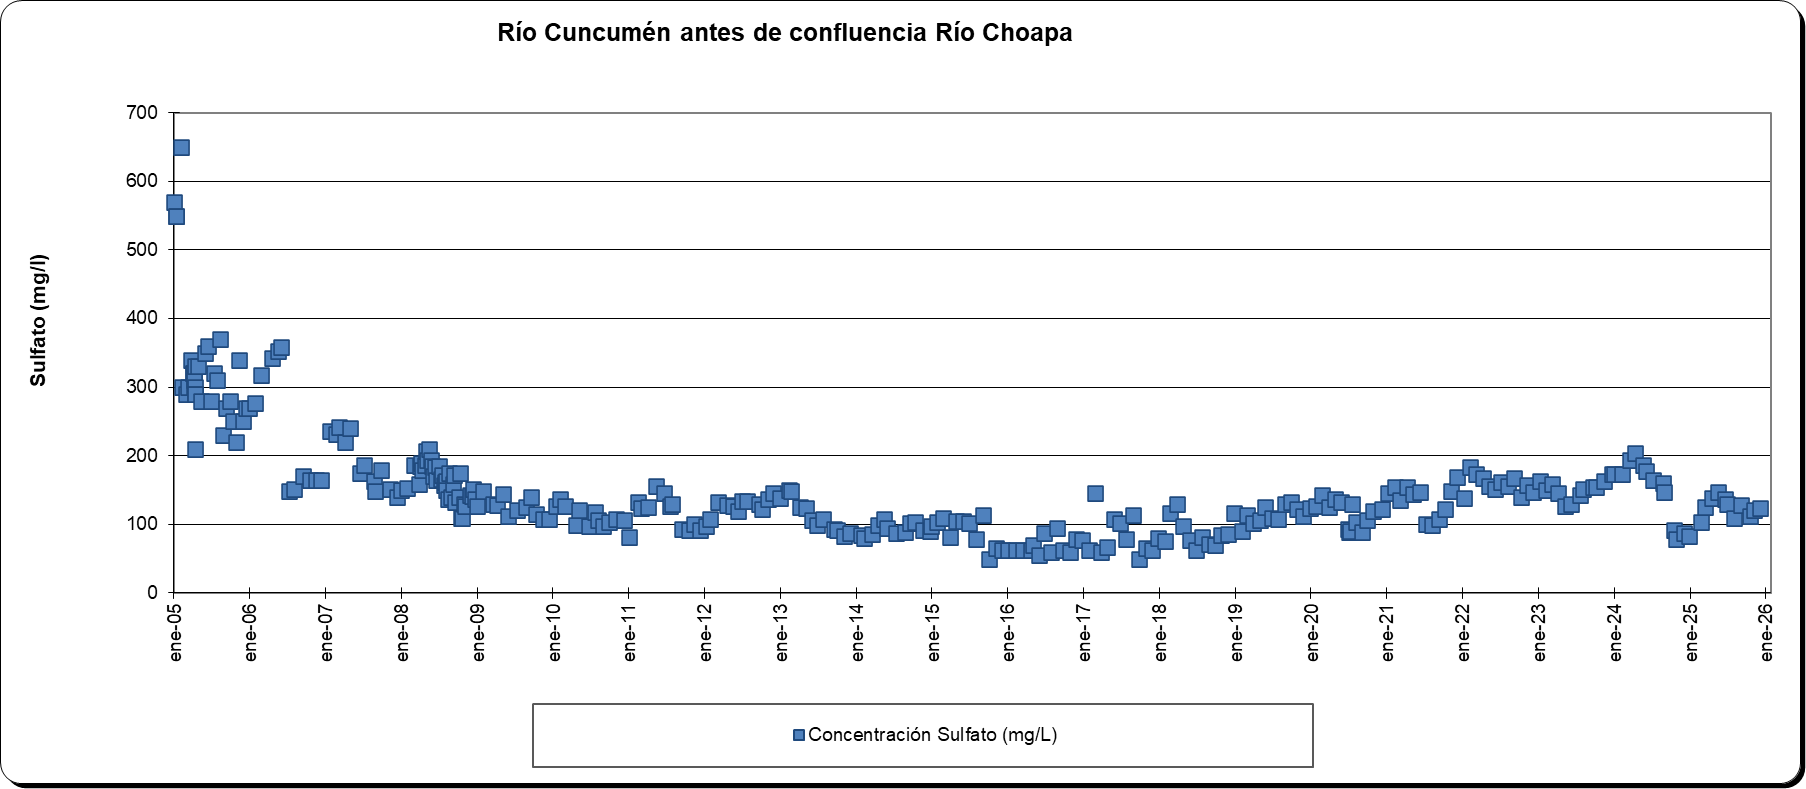 Río Cuncumén antes de confluencia Río Choapa
Sulfato (mg/l)
700
600
500
400
300
200
100
0
ene-05
ene-06
ene-07
ene-08
ene-09
ene-10
ene-11
ene-12
ene-13
ene-14
ene-15
ene-16
ene-17
ene-18
ene-19
ene-20
ene-21
ene-22
ene-23
ene-24
ene-25
ene-26
Concentración Sulfato (mg/L)